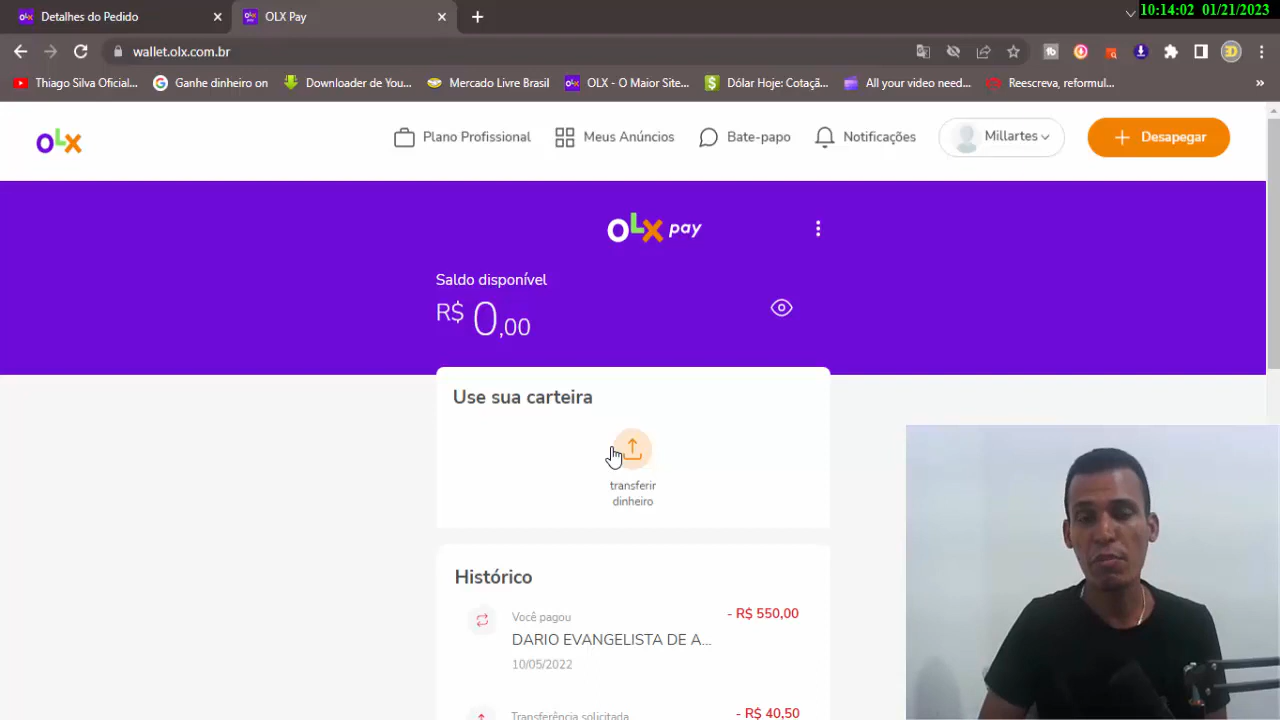 10:14:02 01/21/2023
Detalhes do Pedido
OLX Pay
wallet.olx.com.br
Thiago Silva Oficial...
Ganhe dinheiro on
Downloader de You...
Mercado Livre Brasil
OLX - O Maior Site...
Dólar Hoje: Cotaçã...
All your video need...
Reescreva, reformul...
»
OLX
Plano Profissional
Meus Anúncios
Bate-papo
Notificações
Millartes
+ Desapegar
OLX pay
Saldo disponível
R$ 0,00
Use sua carteira
transferir
dinheiro
Histórico
Você pagou
- R$ 550,00
DARIO EVANGELISTA DE A...
10/05/2022
Transferência solicitada
- R$ 40,50